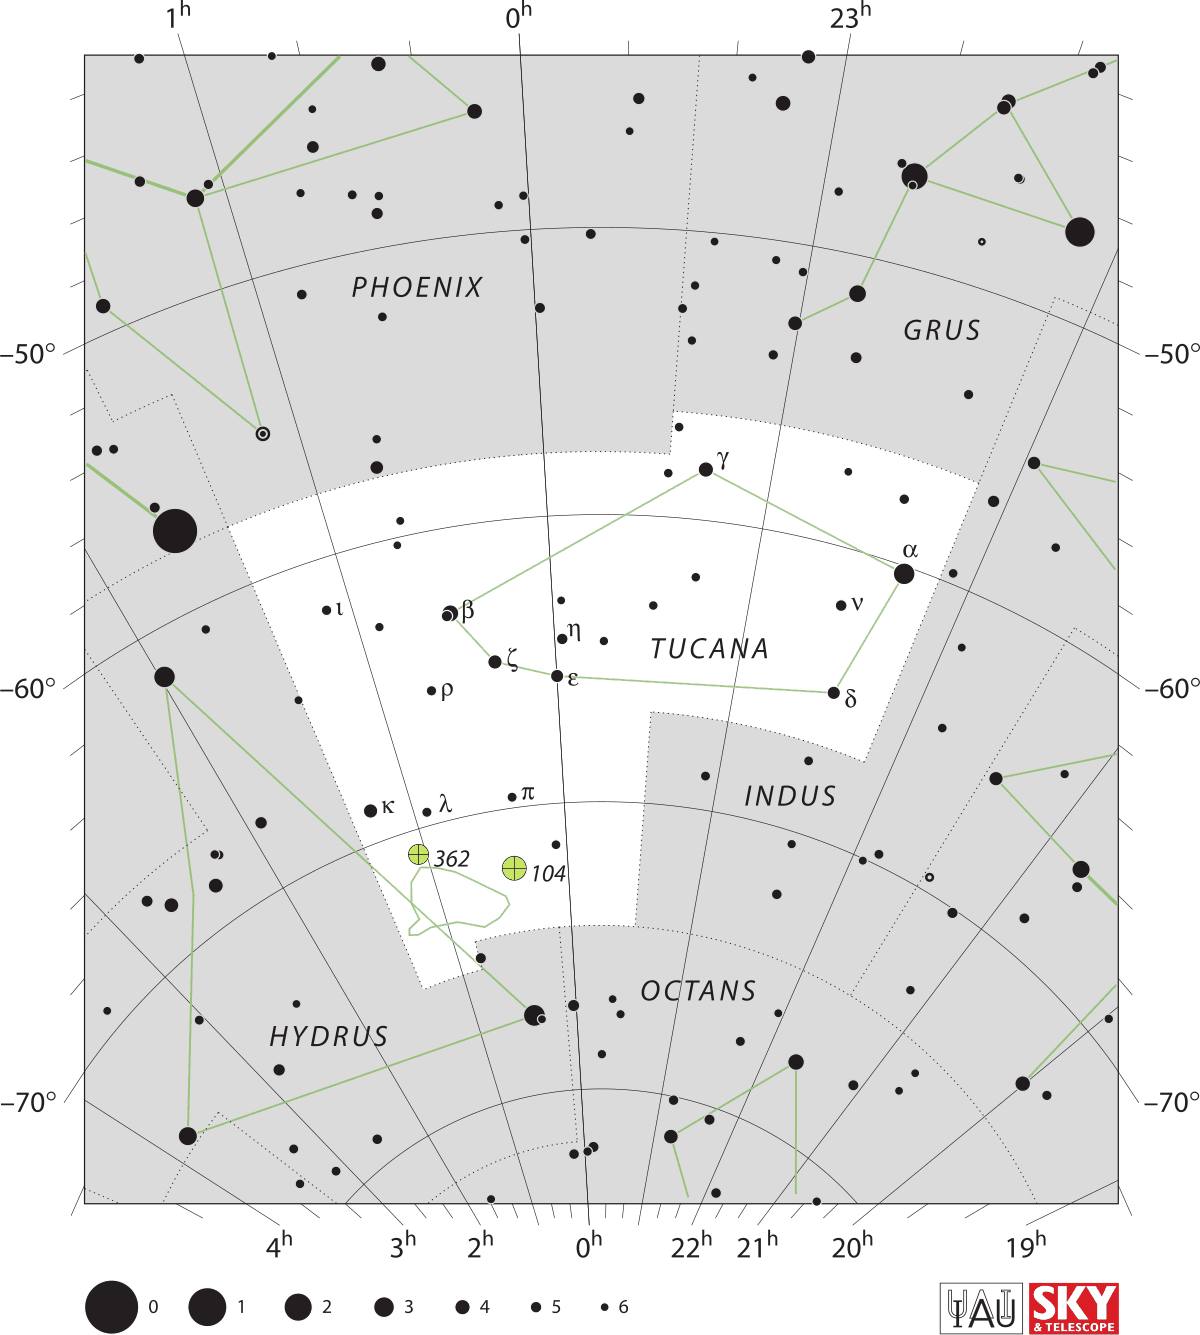 1h 0h 23h
PHOENIX
GRUS
−50° −50°
γ
α
ι β ν
η
ζ TUCANA
ε
ρ δ
−60° −60°
π INDUS
κ λ
362
104
OCTANS
HYDRUS
−70° −70°
4h 3h 2h 0h 22h 21h 20h 19h
0 1 2 3 4 5 6
IAU SKY
& TELESCOPE